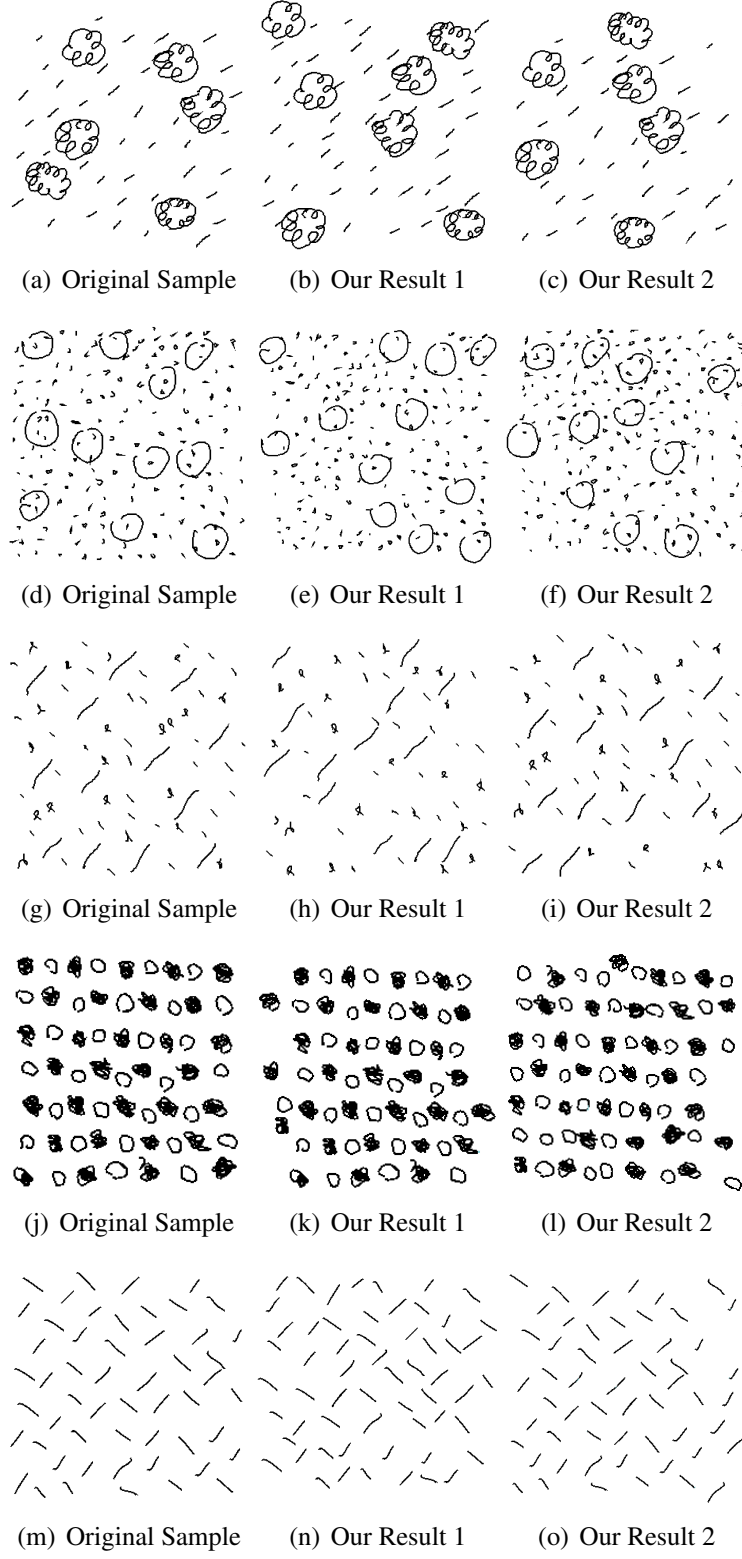 (a) Original Sample (b) Our Result 1 (c) Our Result 2
(d) Original Sample (e) Our Result 1 (f) Our Result 2
(g) Original Sample (h) Our Result 1 (i) Our Result 2
(j) Original Sample (k) Our Result 1 (l) Our Result 2
(m) Original Sample (n) Our Result 1 (o) Our Result 2